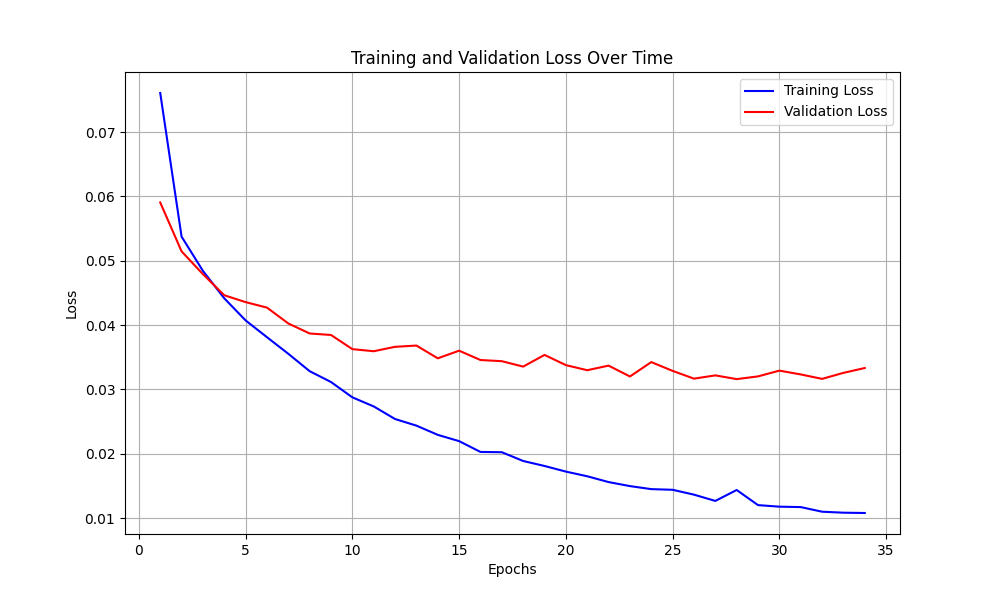 Training and Validation Loss Over Time
Training Loss
Validation Loss
Loss
0.07
0.06
0.05
0.04
0.03
0.02
0.01
0 5 10 15 20 25 30 35
Epochs